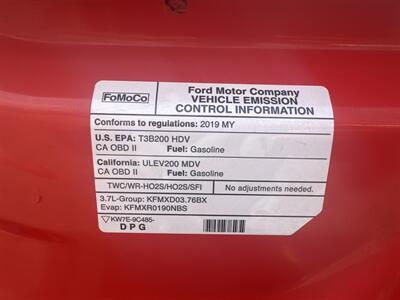 FoMoCo
Ford Motor Company
VEHICLE EMISSION
CONTROL INFORMATION
Conforms to regulations: 2019 MY
U.S. EPA: T3B200 HDV
CA OBD II Fuel: Gasoline
California: ULEV200 MDV
CA OBD II Fuel: Gasoline
TWC/WR-HO2S/HO2S/SFI No adjustments needed.
3.7L-Group: KFMXD03.76BX
Evap: KFMXR0190NBS
KW7E-9C485-
DPG